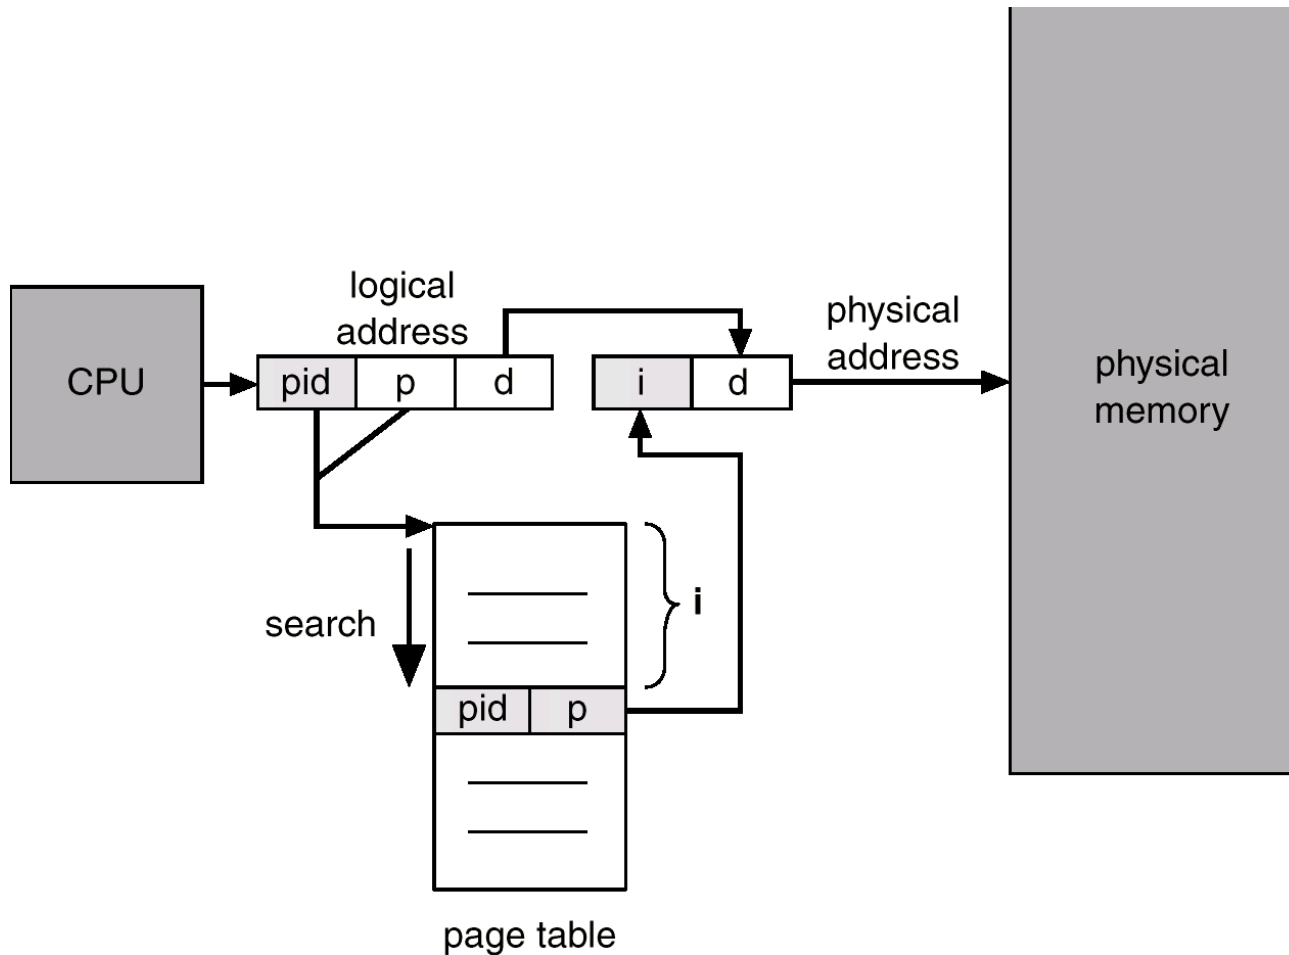 logical
address
CPU
pid
p
d
i
d
physical
address
physical
memory
search
i
pid
p
page table